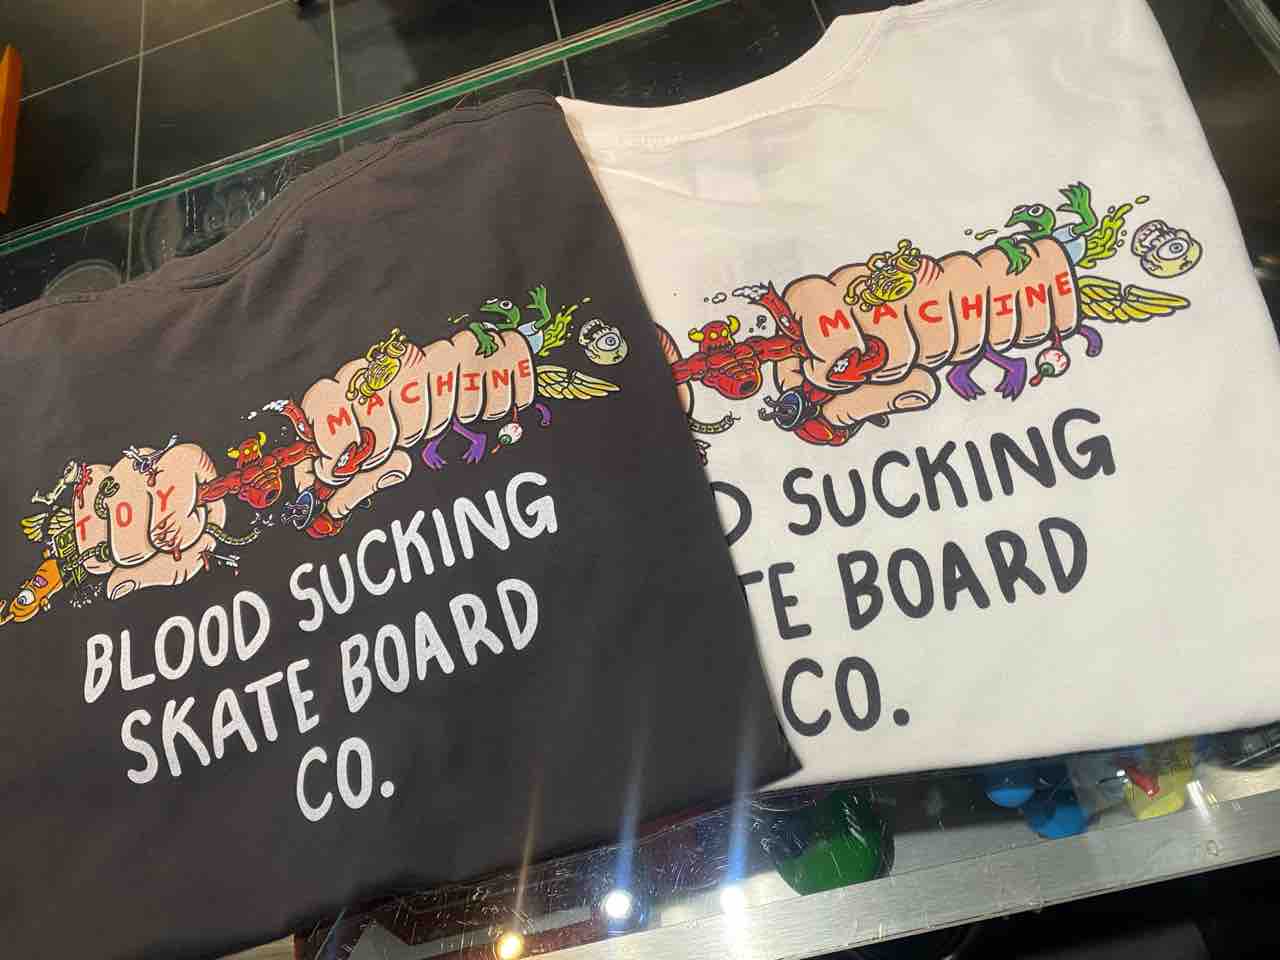 TOY MACHINE
BLOOD SUCKING
SKATE BOARD
CO.
MACHINE
D SUCKING
TE BOARD
CO.